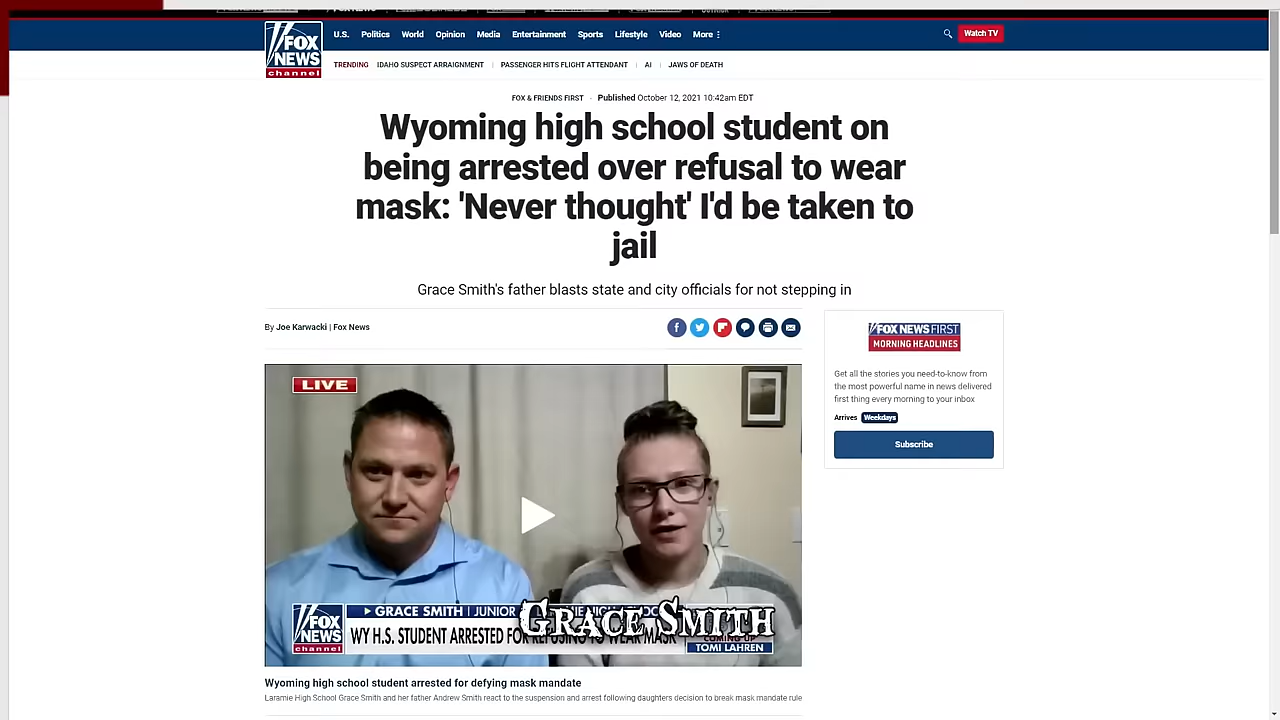 FOX
NEWS
channel
U.S. Politics World Opinion Media Entertainment Sports Lifestyle Video More
Watch TV
TRENDING IDAHO SUSPECT ARRAIGNMENT PASSENGER HITS FLIGHT ATTENDANT AI JAWS OF DEATH
FOX & FRIENDS FIRST · Published October 12, 2021 10:42am EDT
Wyoming high school student on
being arrested over refusal to wear
mask: 'Never thought' I'd be taken to
jail
Grace Smith's father blasts state and city officials for not stepping in
By Joe Karwacki | Fox News
FOX NEWS FIRST
MORNING HEADLINES
Get all the stories you need-to-know from
the most powerful name in news delivered
first thing every morning to your inbox
Arrives Weekdays
Subscribe
LIVE
GRACE SMITH | JUNIOR
GRACE SMITH
FOX
NEWS
channel
WY H.S. STUDENT ARRESTED FOR REFUSING TO WEAR MASK
COMING UP
TOMI LAHREN
Wyoming high school student arrested for defying mask mandate
Laramie High School Grace Smith and her father Andrew Smith react to the suspension and arrest following daughters decision to break mask mandate rule